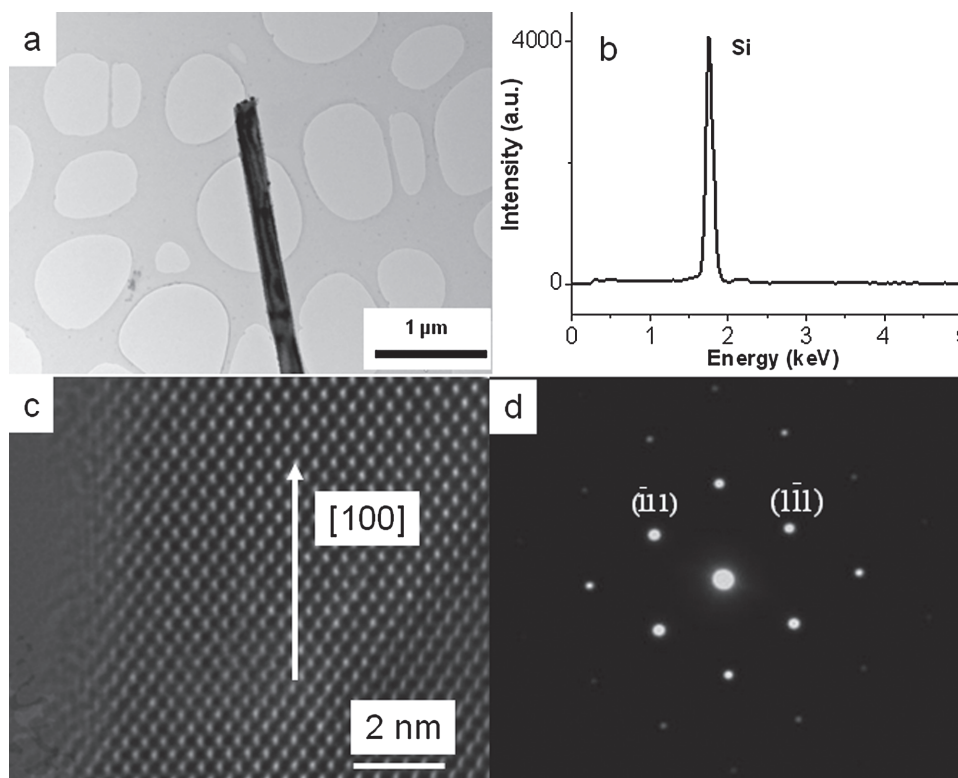 a
1 µm
b
Si
4000
0
Intensity (a.u.)
0 1 2 3 4 5
Energy (keV)
c
[100]
2 nm
d
(1̄11) (11̄1)